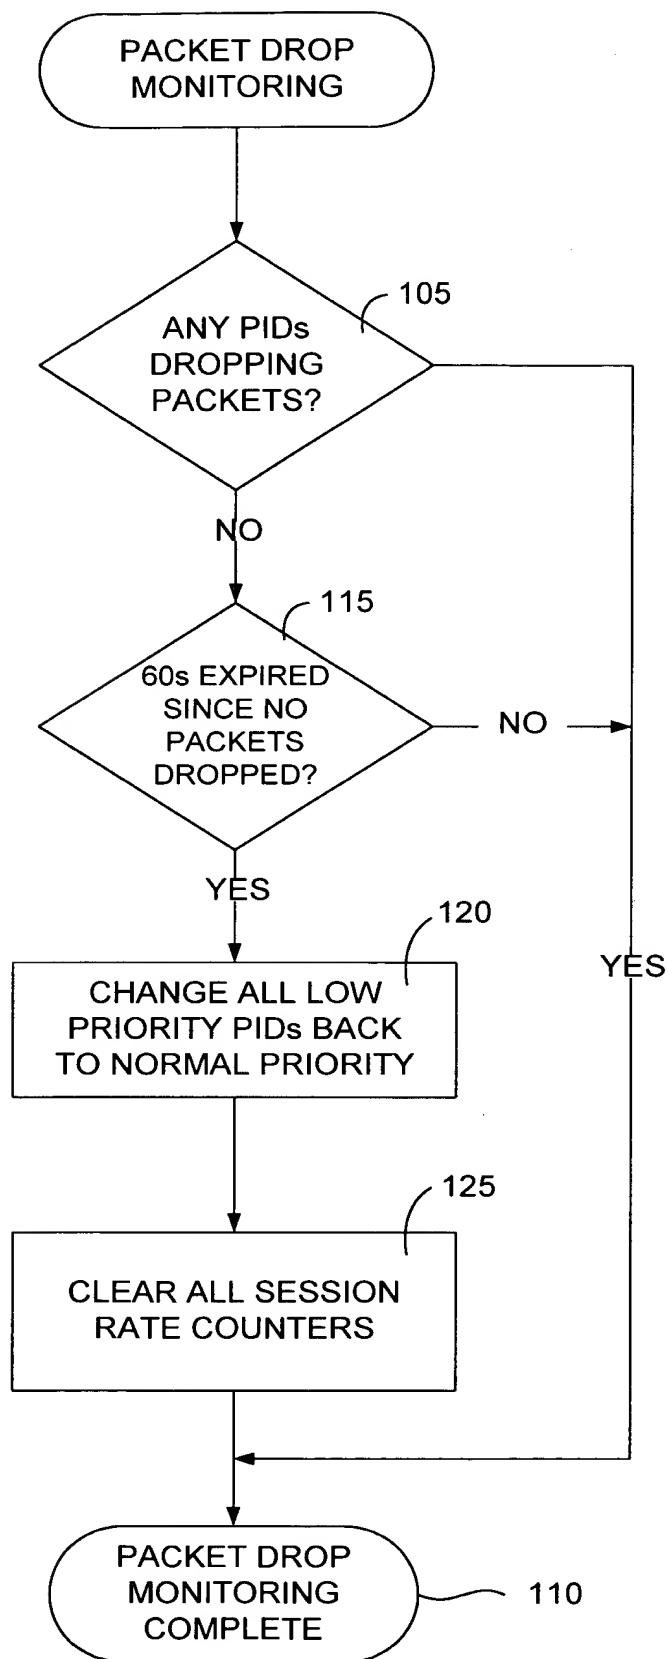 PACKET DROP
MONITORING
105
ANY PIDs
DROPPING
PACKETS?
NO
115
60s EXPIRED
SINCE NO
PACKETS
DROPPED?
NO
YES
120
YES
CHANGE ALL LOW
PRIORITY PIDs BACK
TO NORMAL PRIORITY
125
CLEAR ALL SESSION
RATE COUNTERS
PACKET DROP
MONITORING
COMPLETE
110